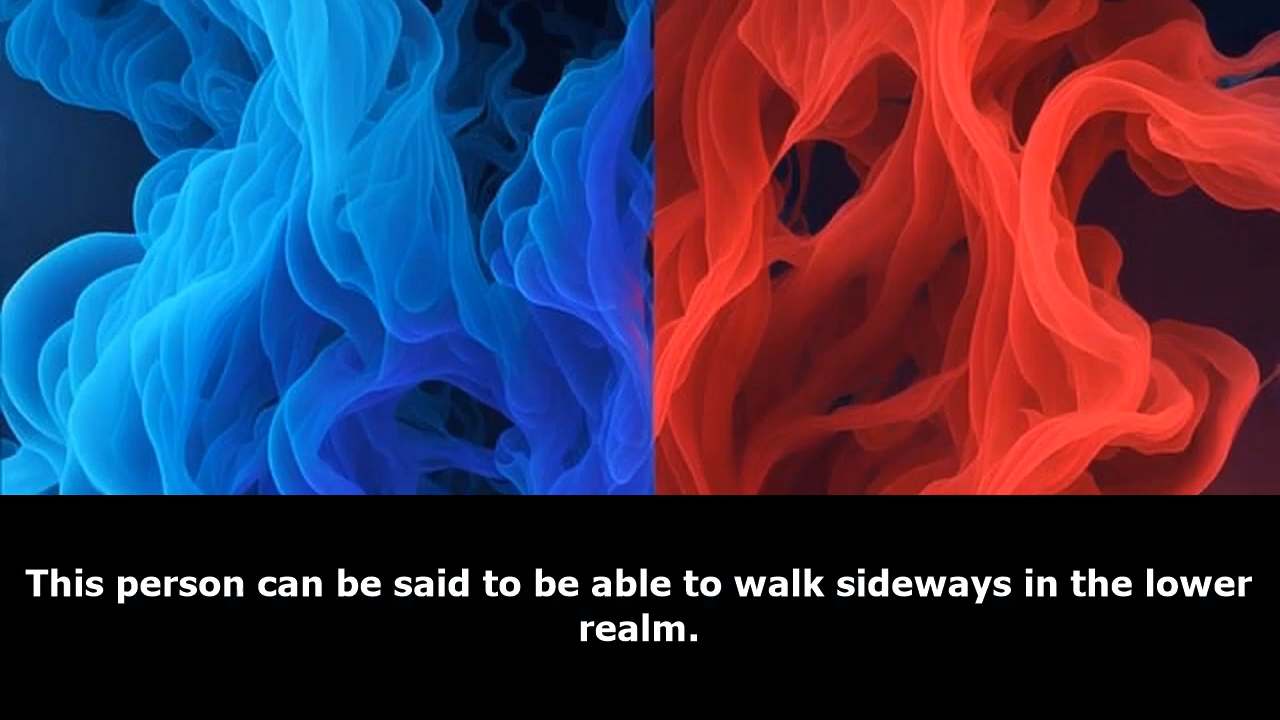 This person can be said to be able to walk sideways in the lower
realm.